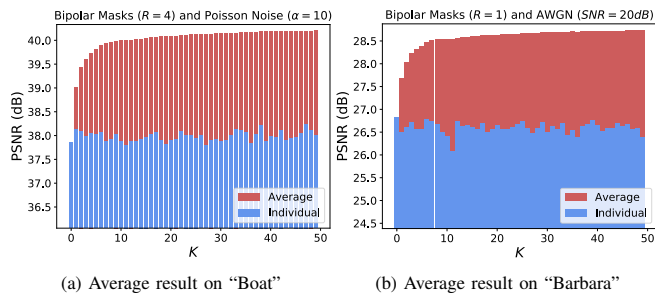 Bipolar Masks (R = 4) and Poisson Noise (α = 10)
PSNR (dB)
40.0
39.5
39.0
38.5
38.0
37.5
37.0
36.5
Average
Individual
0 10 20 30 40 50
K
(a) Average result on “Boat”
Bipolar Masks (R = 1) and AWGN (SNR = 20dB)
PSNR (dB)
28.5
28.0
27.5
27.0
26.5
26.0
25.5
25.0
24.5
Average
Individual
0 10 20 30 40 50
K
(b) Average result on “Barbara”